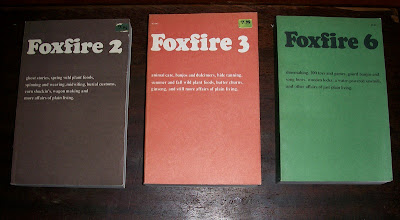 Foxfire 2
ghost stories, spring wild plant foods,
spinning and weaving, midwifing, burial customs,
corn shuckin's, wagon making and
more affairs of plain living.
Foxfire 3
animal care, banjos and dulcimers, hide tanning,
summer and fall wild plant foods, butter churns,
ginseng, and still more affairs of plain living.
Foxfire 6
shoemaking, 100 toys and games, gourd banjos and
song bows, wooden locks, a water powered sawmill,
and other affairs of just plain living.